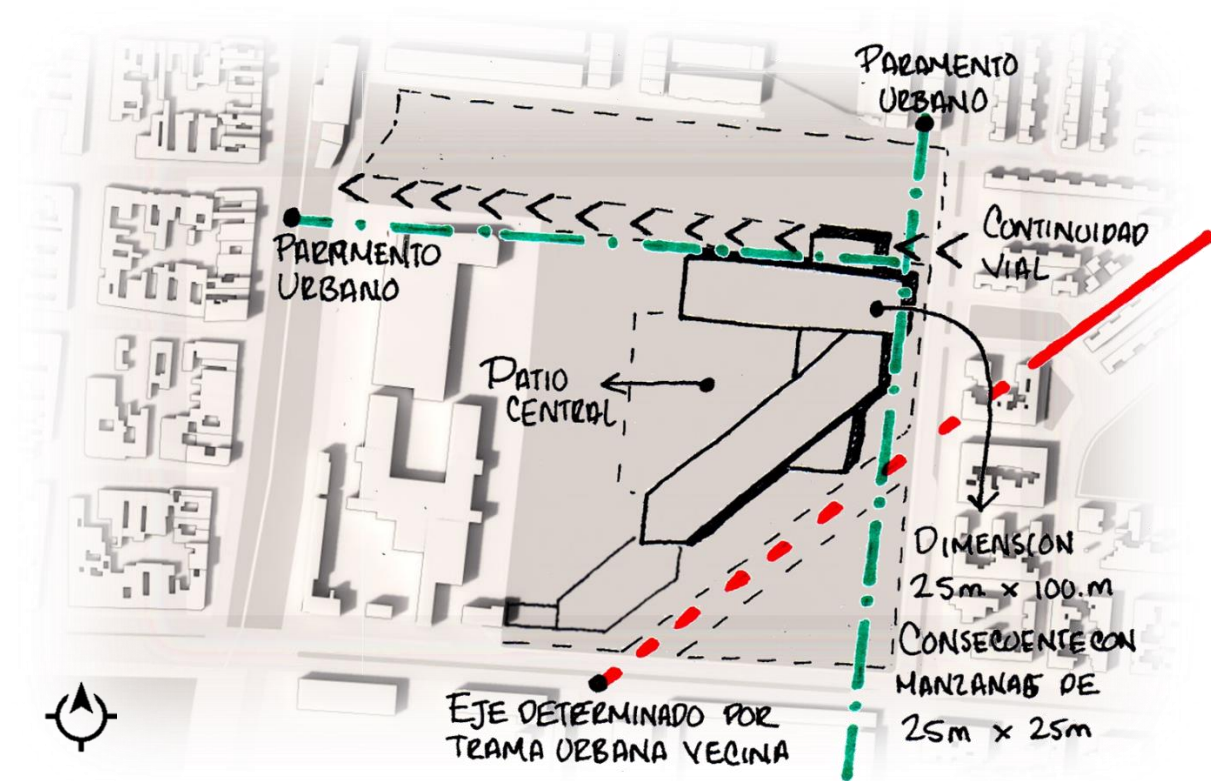 PARAMENTO
URBANO
CONTINUIDAD
VIAL
PARAMENTO
URBANO
PATIO
CENTRAL
DIMENSION
25m x 100.m
CONSECUENTE CON
MANZANAS DE
25m x 25m
EJE DETERMINADO POR
TRAMA URBANA VECINA